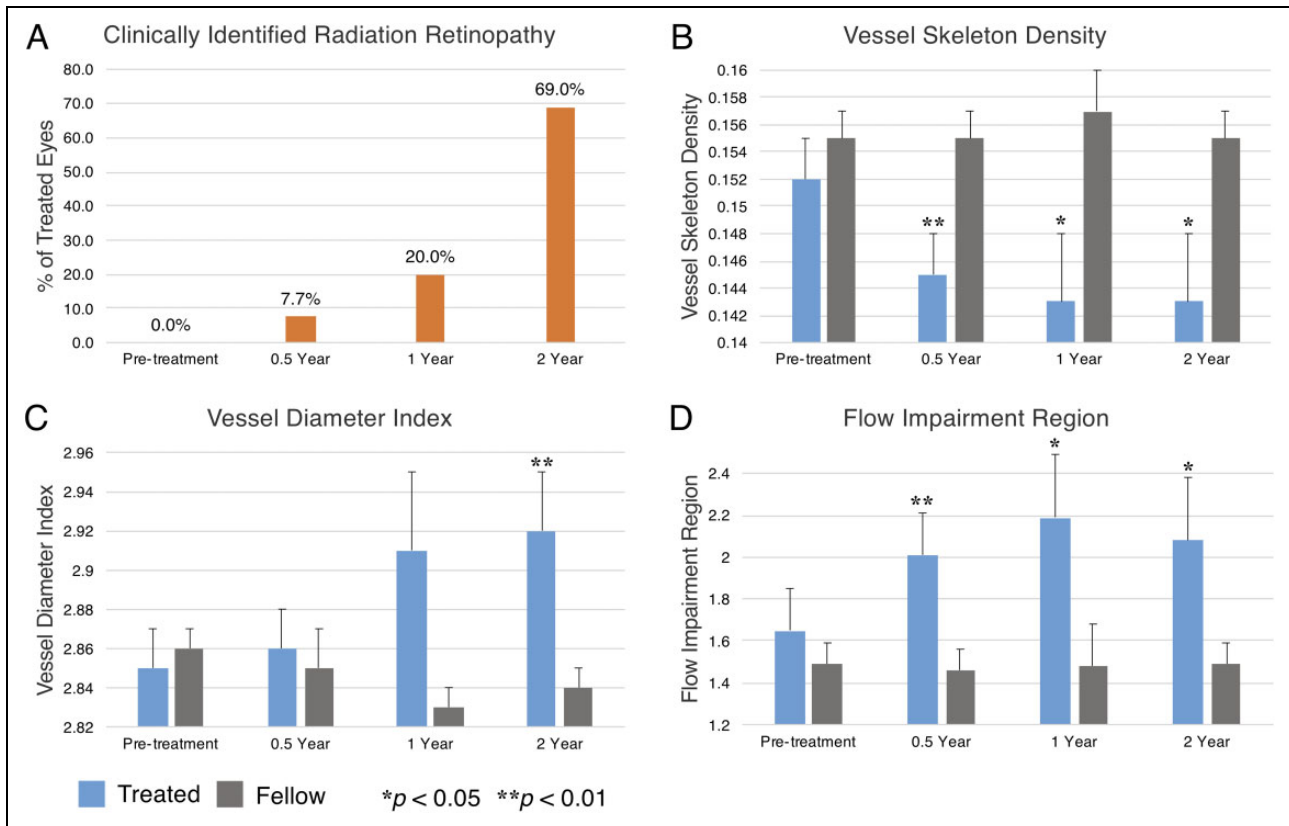 A
Clinically Identified Radiation Retinopathy
% of Treated Eyes
80.0
70.0
60.0
50.0
40.0
30.0
20.0
10.0
0.0
0.0%
7.7%
20.0%
69.0%
Pre-treatment 0.5 Year 1 Year 2 Year
B
Vessel Skeleton Density
Vessel Skeleton Density
0.16
0.158
0.156
0.154
0.152
0.15
0.148
0.146
0.144
0.142
0.14
** * *
Pre-treatment 0.5 Year 1 Year 2 Year
C
Vessel Diameter Index
Vessel Diameter Index
2.96
2.94
2.92
2.9
2.88
2.86
2.84
2.82
**
Pre-treatment 0.5 Year 1 Year 2 Year
D
Flow Impairment Region
Flow Impairment Region
2.4
2.2
2
1.8
1.6
1.4
1.2
** * *
Pre-treatment 0.5 Year 1 Year 2 Year
Treated Fellow *p < 0.05 **p < 0.01